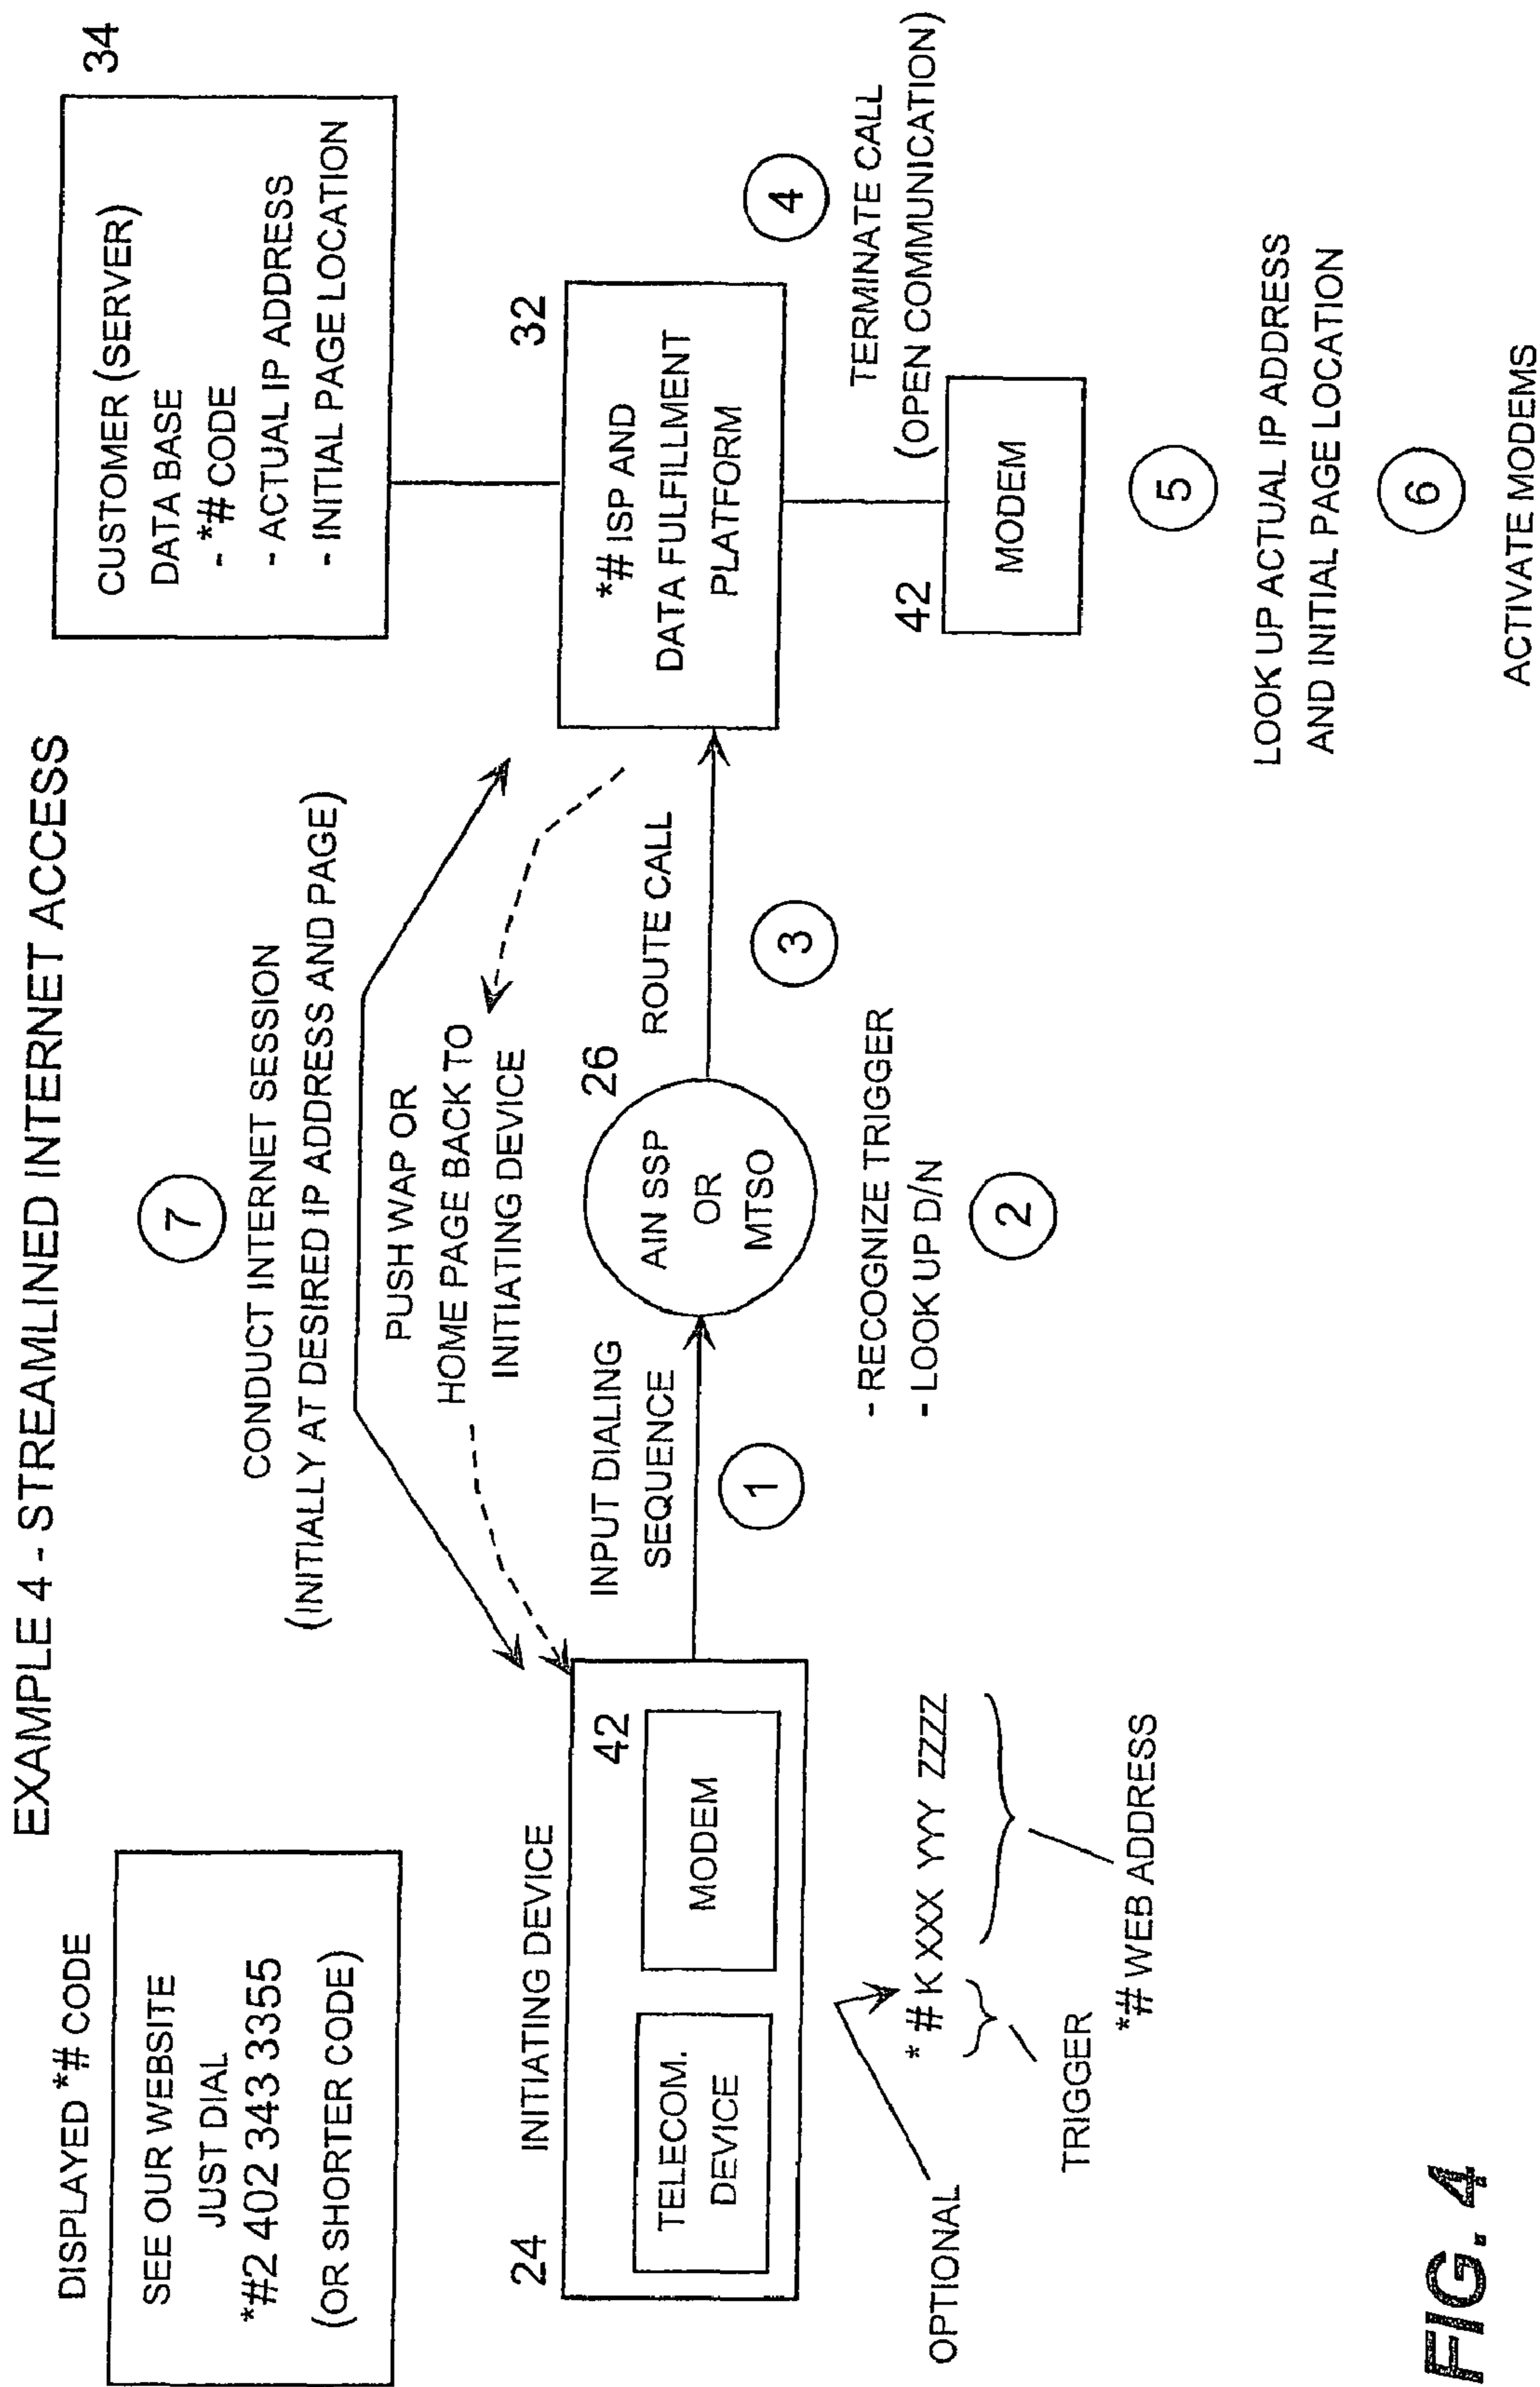 EXAMPLE 4 - STREAMLINED INTERNET ACCESS
DISPLAYED *# CODE
SEE OUR WEBSITE
JUST DIAL
*#2 402 343 3355
(OR SHORTER CODE)
7
CONDUCT INTERNET SESSION
(INITIALLY AT DESIRED IP ADDRESS AND PAGE)
PUSH WAP OR
HOME PAGE BACK TO
INITIATING DEVICE
34
CUSTOMER (SERVER)
DATA BASE
- *# CODE
- ACTUAL IP ADDRESS
- INITIAL PAGE LOCATION
24
INITIATING DEVICE
TELECOM.
DEVICE
42
MODEM
INPUT DIALING
SEQUENCE
1
26
AIN SSP
OR
MTSO
- RECOGNIZE TRIGGER
- LOOK UP D/N
2
ROUTE CALL
3
32
*# ISP AND
DATA FULFILLMENT
PLATFORM
4
TERMINATE CALL
(OPEN COMMUNICATION)
42
MODEM
5
LOOK UP ACTUAL IP ADDRESS
AND INITIAL PAGE LOCATION
6
ACTIVATE MODEMS
OPTIONAL
*# K XXX YYY ZZZZ
TRIGGER
*# WEB ADDRESS
FIG. 4